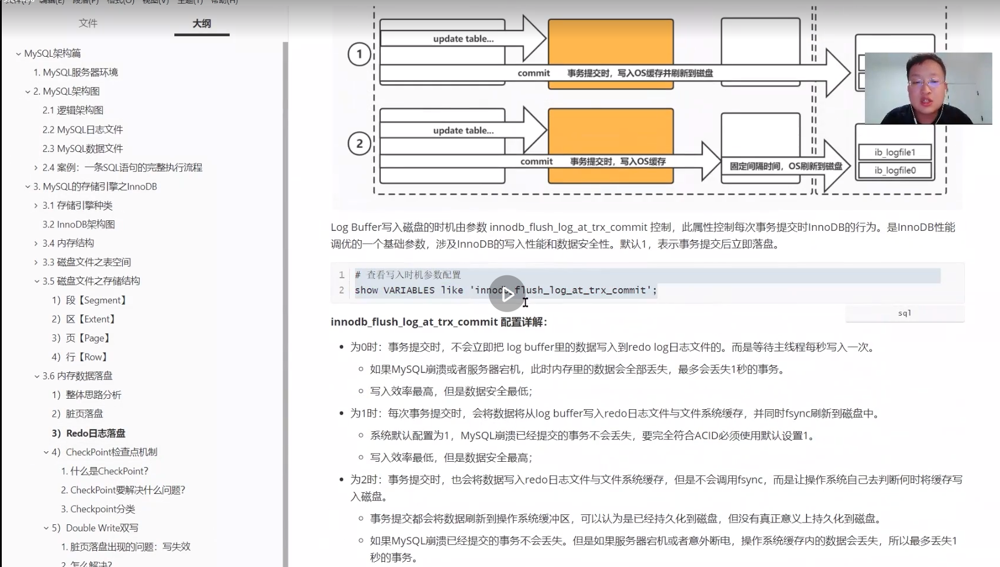 文件(F) 编辑(E) 段落(P) 格式(O) 视图(V) 主题(T) 帮助(H)
文件 大纲
MySQL架构篇
1. MySQL服务器环境
2. MySQL架构图
2.1 逻辑架构图
2.2 MySQL日志文件
2.3 MySQL数据文件
2.4 案例：一条SQL语句的完整执行流程
3. MySQL的存储引擎之InnoDB
3.1 存储引擎种类
3.2 InnoDB架构图
3.4 内存结构
3.3 磁盘文件之表空间
3.5 磁盘文件之存储结构
1）段【Segment】
2）区【Extent】
3）页【Page】
4）行【Row】
3.6 内存数据落盘
1）整体思路分析
2）脏页落盘
3）Redo日志落盘
4）CheckPoint检查点机制
1. 什么是CheckPoint？
2. CheckPoint要解决什么问题？
3. Checkpoint分类
5）Double Write双写
1. 脏页落盘出现的问题：写失效
2. 怎么解决？
1
update table...
commit 事务提交时，写入OS缓存并刷新到磁盘
2
update table...
commit 事务提交时，写入OS缓存
固定间隔时间，OS刷新到磁盘
ib_logfile1
ib_logfile0
Log Buffer写入磁盘的时机由参数 innodb_flush_log_at_trx_commit 控制，此属性控制每次事务提交时InnoDB的行为。是InnoDB性能
调优的一个基础参数，涉及InnoDB的写入性能和数据安全性。默认1，表示事务提交后立即落盘。
1 # 查看写入时机参数配置
2 show VARIABLES like 'innodb_flush_log_at_trx_commit';
sql
innodb_flush_log_at_trx_commit 配置详解：
为0时：事务提交时，不会立即把 log buffer里的数据写入到redo log日志文件的。而是等待主线程每秒写入一次。
如果MySQL崩溃或者服务器宕机，此时内存里的数据会全部丢失，最多会丢失1秒的事务。
写入效率最高，但是数据安全最低；
为1时：每次事务提交时，会将数据将从log buffer写入redo日志文件与文件系统缓存，并同时fsync刷新到磁盘中。
系统默认配置为1，MySQL崩溃已经提交的事务不会丢失，要完全符合ACID必须使用默认设置1。
写入效率最低，但是数据安全最高；
为2时：事务提交时，也会将数据写入redo日志文件与文件系统缓存，但是不会调用fsync，而是让操作系统自己去判断何时将缓存写
入磁盘。
事务提交都会将数据刷新到操作系统缓冲区，可以认为是已经持久化到磁盘，但没有真正意义上持久化到磁盘。
如果MySQL崩溃已经提交的事务不会丢失。但是如果服务器宕机或者意外断电，操作系统缓存内的数据会丢失，所以最多丢失1
秒的事务。